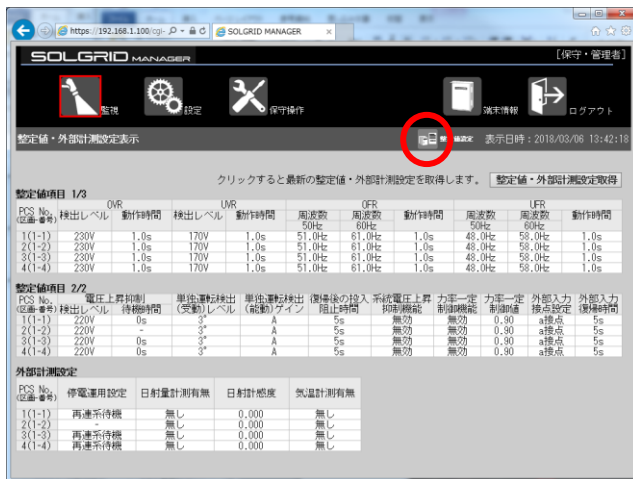 https://192.168.1.100/cgi-
SOLGRID MANAGER
SOLGRID MANAGER
[保守・管理者]
監視
設定
保守操作
端末情報
ログアウト
整定値・外部計測設定表示
表示日時：2018/03/06 13:42:18
クリックすると最新の整定値・外部計測設定を取得します。 整定値・外部計測設定取得
整定値項目 1/3
PCS No. (区画-番号) OVR UVR OFR UFR
検出レベル 動作時間 検出レベル 動作時間 周波数 50Hz 周波数 60Hz 動作時間 周波数 50Hz 周波数 60Hz 動作時間
1(1-1) 230V 1.0s 170V 1.0s 51.0Hz 61.0Hz 1.0s 48.0Hz 58.0Hz 1.0s
2(1-2) 230V 1.0s 170V 1.0s 51.0Hz 61.0Hz 1.0s 48.0Hz 58.0Hz 1.0s
3(1-3) 230V 1.0s 170V 1.0s 51.0Hz 61.0Hz 1.0s 48.0Hz 58.0Hz 1.0s
4(1-4) 230V 1.0s 170V 1.0s 51.0Hz 61.0Hz 1.0s 48.0Hz 58.0Hz 1.0s
整定値項目 2/2
PCS No. (区画-番号) 電圧上昇抑制 検出レベル 待機時間 単独運転検出(受動)レベル 単独運転検出(能動)ゲイン 復帰後の投入阻止時間 系統電圧上昇抑制機能 力率一定制御機能 力率一定制御値 外部入力接点設定 外部入力復帰時間
1(1-1) 220V 0s 3° A 5s 無効 無効 0.90 a接点 5s
2(1-2) 220V - 3° A 5s 無効 無効 0.90 a接点 5s
3(1-3) 220V 0s 3° A 5s 無効 無効 0.90 a接点 5s
4(1-4) 220V 0s 3° A 5s 無効 無効 0.90 a接点 5s
外部計測設定
PCS No. (区画-番号) 停電運用設定 日射量計測有無 日射計感度 気温計測有無
1(1-1) 再連系待機 無し 0.000 無し
2(1-2) - 無し 0.000 無し
3(1-3) 再連系待機 無し 0.000 無し
4(1-4) 再連系待機 無し 0.000 無し